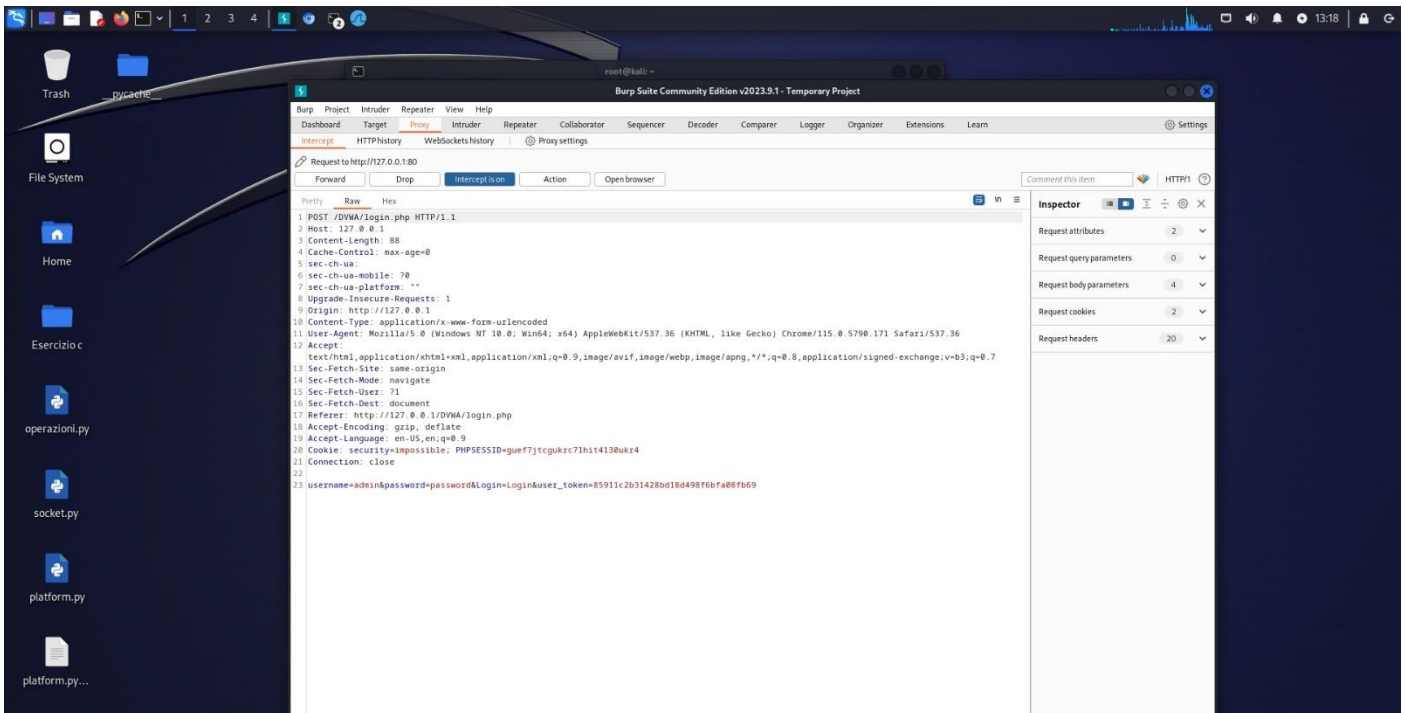 1 2 3 4
2
13:18
Trash
__pycache__
File System
Home
Esercizio c
operazioni.py
socket.py
platform.py
platform.py...
root@kali: ~
Burp Suite Community Edition v2023.9.1 - Temporary Project
Burp Project Intruder Repeater View Help
Dashboard Target Proxy Intruder Repeater Collaborator Sequencer Decoder Comparer Logger Organizer Extensions Learn Settings
Intercept HTTP history WebSockets history Proxy settings
Request to http://127.0.0.1:80
Forward Drop Intercept is on Action Open browser Comment this item HTTP/1
Pretty Raw Hex \n
1 POST /DVWA/login.php HTTP/1.1
2 Host: 127.0.0.1
3 Content-Length: 88
4 Cache-Control: max-age=0
5 sec-ch-ua:
6 sec-ch-ua-mobile: ?0
7 sec-ch-ua-platform: ""
8 Upgrade-Insecure-Requests: 1
9 Origin: http://127.0.0.1
10 Content-Type: application/x-www-form-urlencoded
11 User-Agent: Mozilla/5.0 (Windows NT 10.0; Win64; x64) AppleWebKit/537.36 (KHTML, like Gecko) Chrome/115.0.5790.171 Safari/537.36
12 Accept:
text/html,application/xhtml+xml,application/xml;q=0.9,image/avif,image/webp,image/apng,*/*;q=0.8,application/signed-exchange;v=b3;q=0.7
13 Sec-Fetch-Site: same-origin
14 Sec-Fetch-Mode: navigate
15 Sec-Fetch-User: ?1
16 Sec-Fetch-Dest: document
17 Referer: http://127.0.0.1/DVWA/login.php
18 Accept-Encoding: gzip, deflate
19 Accept-Language: en-US,en;q=0.9
20 Cookie: security=impossible; PHPSESSID=guef7jtcgukrc7lhit4130ukr4
21 Connection: close
22
23 username=admin&password=password&Login=Login&user_token=85911c2b31428bd18d498f6bfa08fb69
Inspector
Request attributes 2
Request query parameters 0
Request body parameters 4
Request cookies 2
Request headers 20